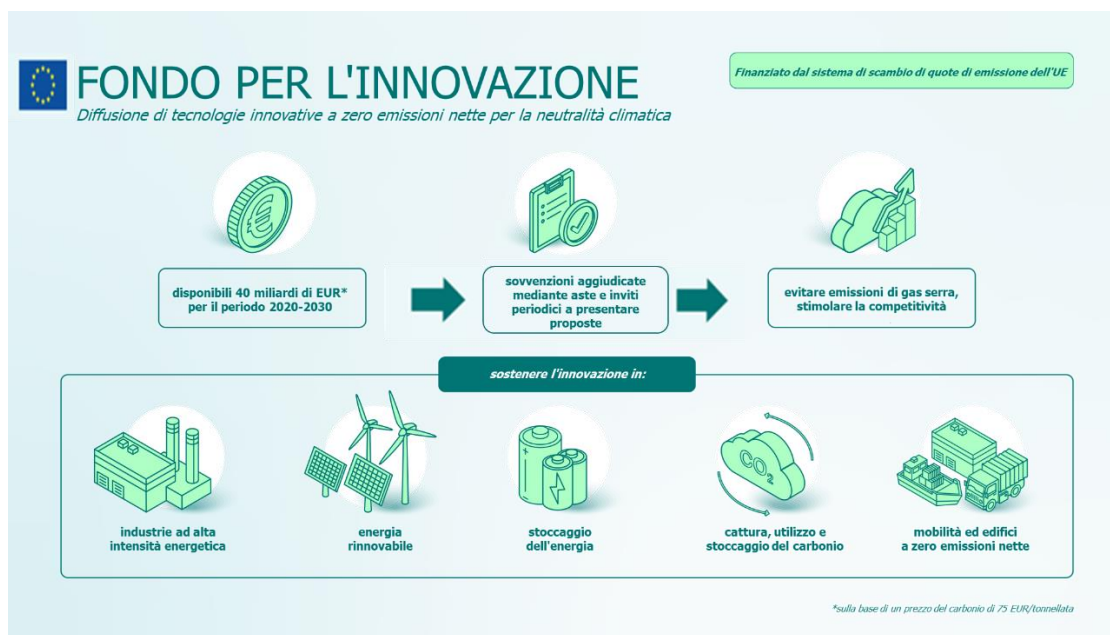 FONDO PER L'INNOVAZIONE
Diffusione di tecnologie innovative a zero emissioni nette per la neutralità climatica
Finanziato dal sistema di scambio di quote di emissione dell'UE
disponibili 40 miliardi di EUR*
per il periodo 2020-2030
sovvenzioni aggiudicate
mediante aste e inviti
periodici a presentare
proposte
evitare emissioni di gas serra,
stimolare la competitività
sostenere l'innovazione in:
industrie ad alta
intensità energetica
energia
rinnovabile
stoccaggio
dell'energia
CO₂
cattura, utilizzo e
stoccaggio del carbonio
mobilità ed edifici
a zero emissioni nette
*sulla base di un prezzo del carbonio di 75 EUR/tonnellata